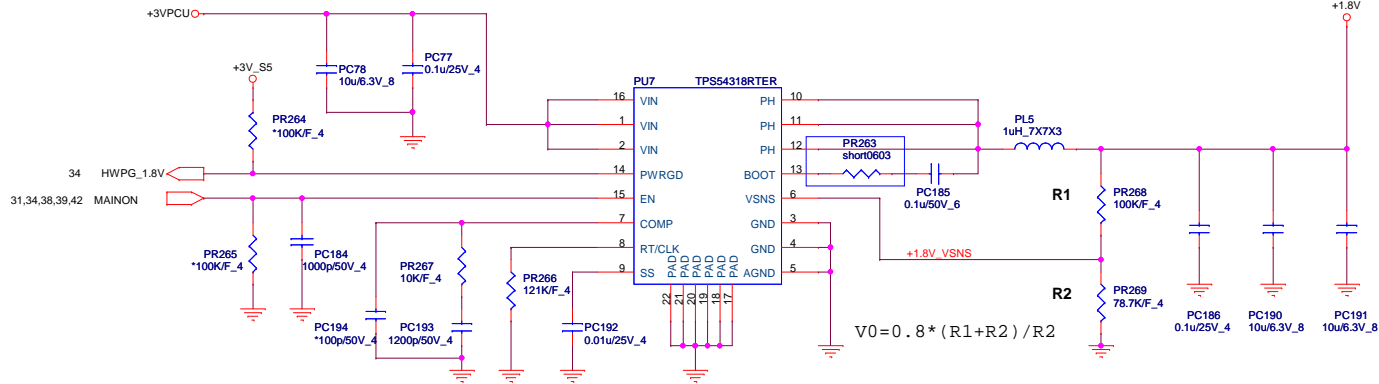 +3VPCU
+1.8V
PC78
10u/6.3V_8
PC77
0.1u/25V_4
+3V_S5
PR264
*100K/F_4
PU7
TPS54318RTER
16
VIN
1
VIN
2
VIN
14
PWRGD
15
EN
7
COMP
8
RT/CLK
9
SS
PH
10
PH
11
PH
12
BOOT
13
VSNS
6
GND
3
GND
4
AGND
5
PAD
22
PAD
21
PAD
20
PAD
19
PAD
18
PAD
17
34
HWPG_1.8V
31,34,38,39,42
MAINON
PR265
*100K/F_4
PC184
1000p/50V_4
PR267
10K/F_4
PC194
*100p/50V_4
PC193
1200p/50V_4
PR266
121K/F_4
PC192
0.01u/25V_4
PR263
short0603
PC185
0.1u/50V_6
PL5
1uH_7X7X3
R1
PR268
100K/F_4
+1.8V_VSNS
R2
PR269
78.7K/F_4
V0=0.8*(R1+R2)/R2
PC186
0.1u/25V_4
PC190
10u/6.3V_8
PC191
10u/6.3V_8